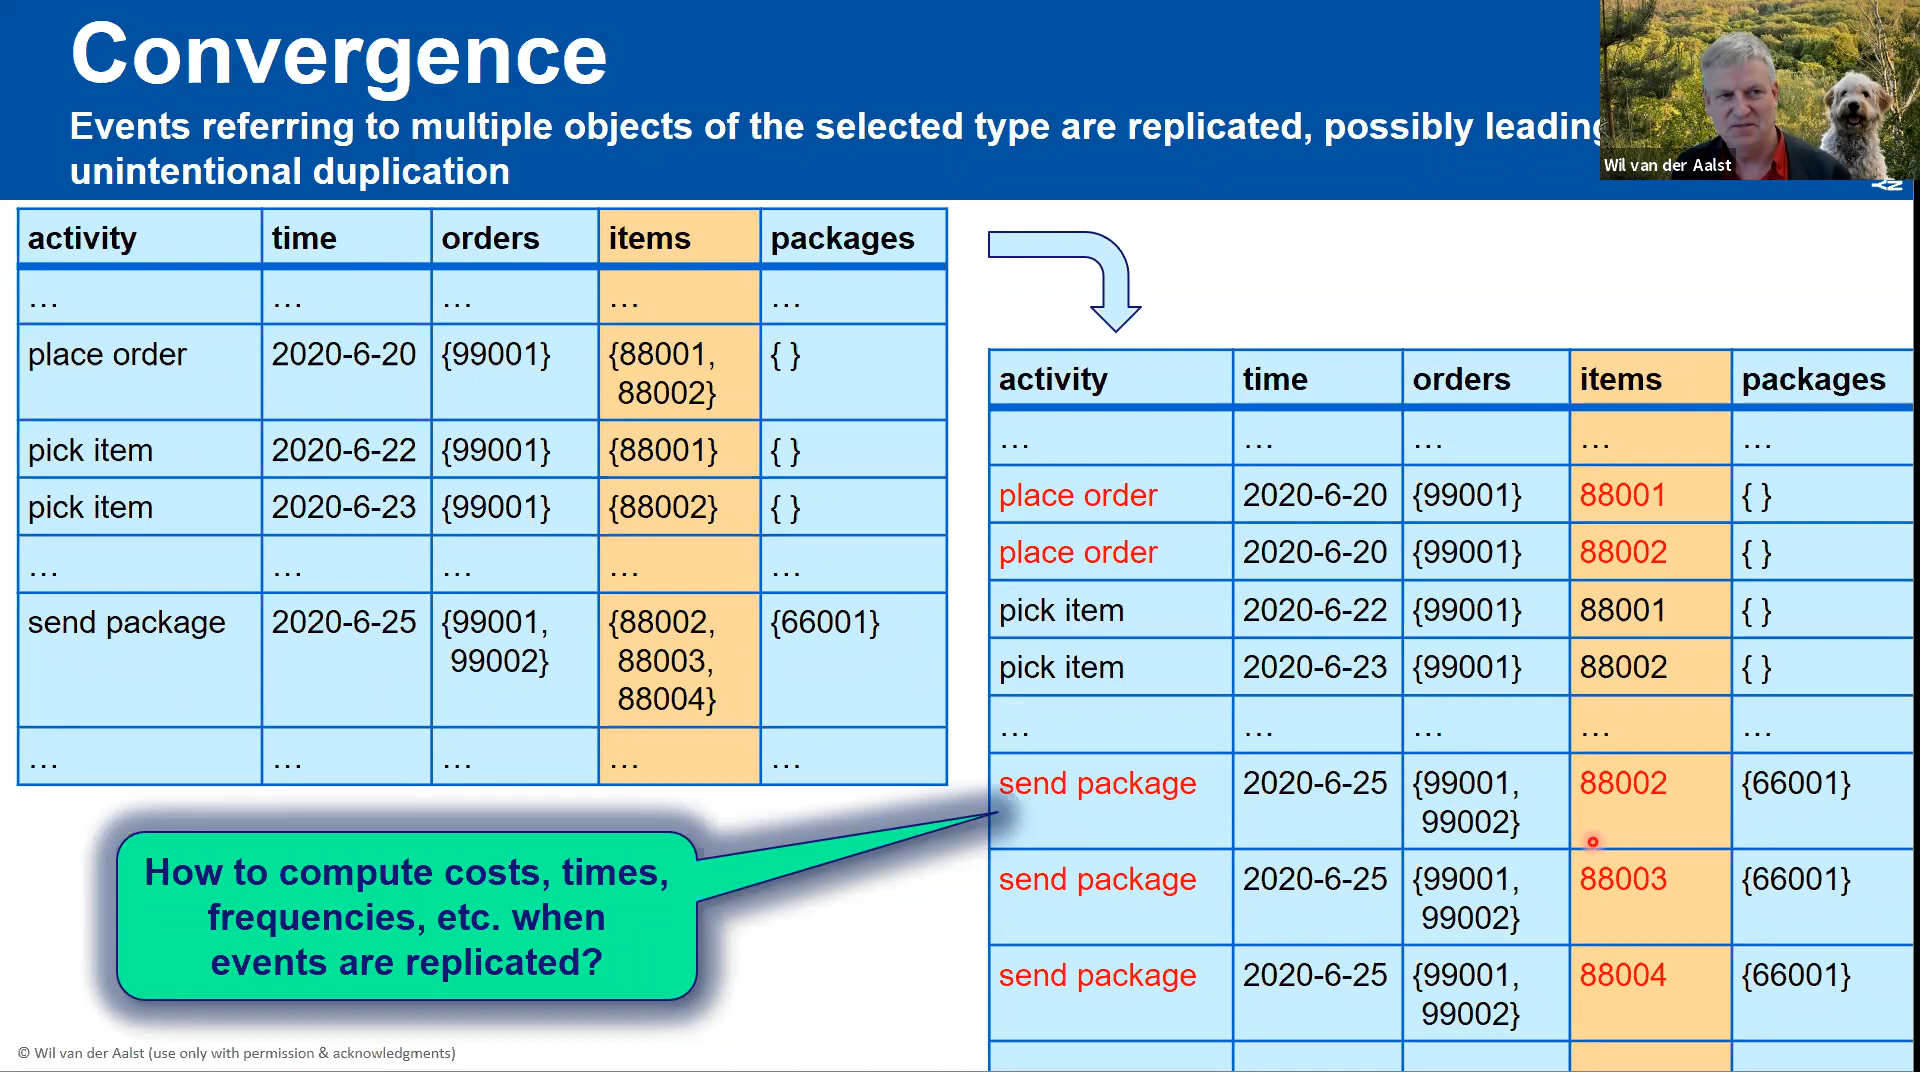 Convergence
Events referring to multiple objects of the selected type are replicated, possibly leading
unintentional duplication
Wil van der Aalst
activity time orders items packages
… … … … …
place order 2020-6-20 {99001} {88001, { }
88002}
pick item 2020-6-22 {99001} {88001} { }
pick item 2020-6-23 {99001} {88002} { }
… … … … …
send package 2020-6-25 {99001, {88002, {66001}
99002} 88003,
88004}
… … … … …
activity time orders items packages
… … … … …
place order 2020-6-20 {99001} 88001 { }
place order 2020-6-20 {99001} 88002 { }
pick item 2020-6-22 {99001} 88001 { }
pick item 2020-6-23 {99001} 88002 { }
… … … … …
send package 2020-6-25 {99001, 88002 {66001}
99002}
send package 2020-6-25 {99001, 88003 {66001}
99002}
send package 2020-6-25 {99001, 88004 {66001}
99002}
How to compute costs, times,
frequencies, etc. when
events are replicated?
© Wil van der Aalst (use only with permission & acknowledgments)